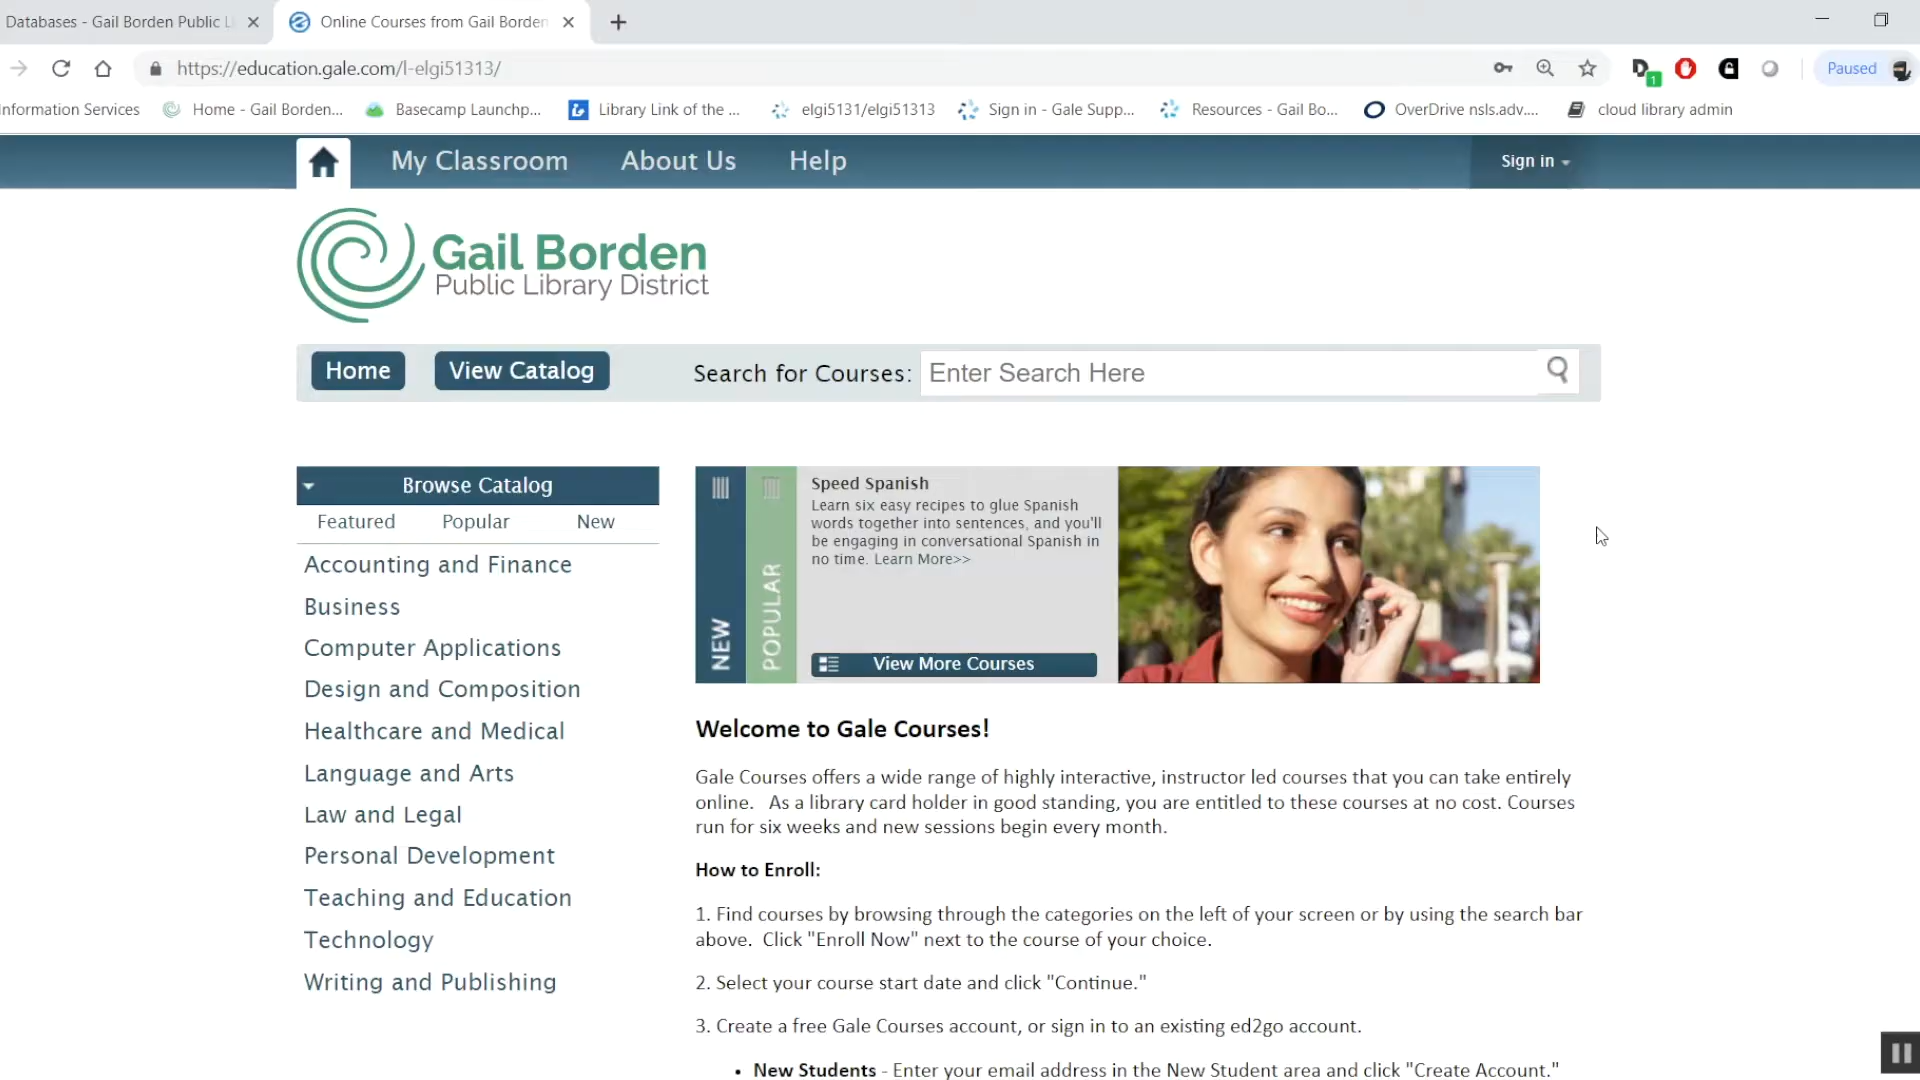 Databases - Gail Borden Public L
Online Courses from Gail Borden
https://education.gale.com/l-elgi51313/
Paused
nformation Services
Home - Gail Borden...
Basecamp Launchp...
Library Link of the ...
elgi5131/elgi51313
Sign in - Gale Supp...
Resources - Gail Bo...
OverDrive nsls.adv....
cloud library admin
My Classroom
About Us
Help
Sign in
Gail Borden
Public Library District
Home
View Catalog
Search for Courses:
Enter Search Here
Browse Catalog
Featured
Popular
New
Accounting and Finance
Business
Computer Applications
Design and Composition
Healthcare and Medical
Language and Arts
Law and Legal
Personal Development
Teaching and Education
Technology
Writing and Publishing
NEW
POPULAR
Speed Spanish
Learn six easy recipes to glue Spanish
words together into sentences, and you'll
be engaging in conversational Spanish in
no time. Learn More>>
View More Courses
Welcome to Gale Courses!
Gale Courses offers a wide range of highly interactive, instructor led courses that you can take entirely
online. As a library card holder in good standing, you are entitled to these courses at no cost. Courses
run for six weeks and new sessions begin every month.
How to Enroll:
1. Find courses by browsing through the categories on the left of your screen or by using the search bar
above. Click "Enroll Now" next to the course of your choice.
2. Select your course start date and click "Continue."
3. Create a free Gale Courses account, or sign in to an existing ed2go account.
• New Students - Enter your email address in the New Student area and click "Create Account."